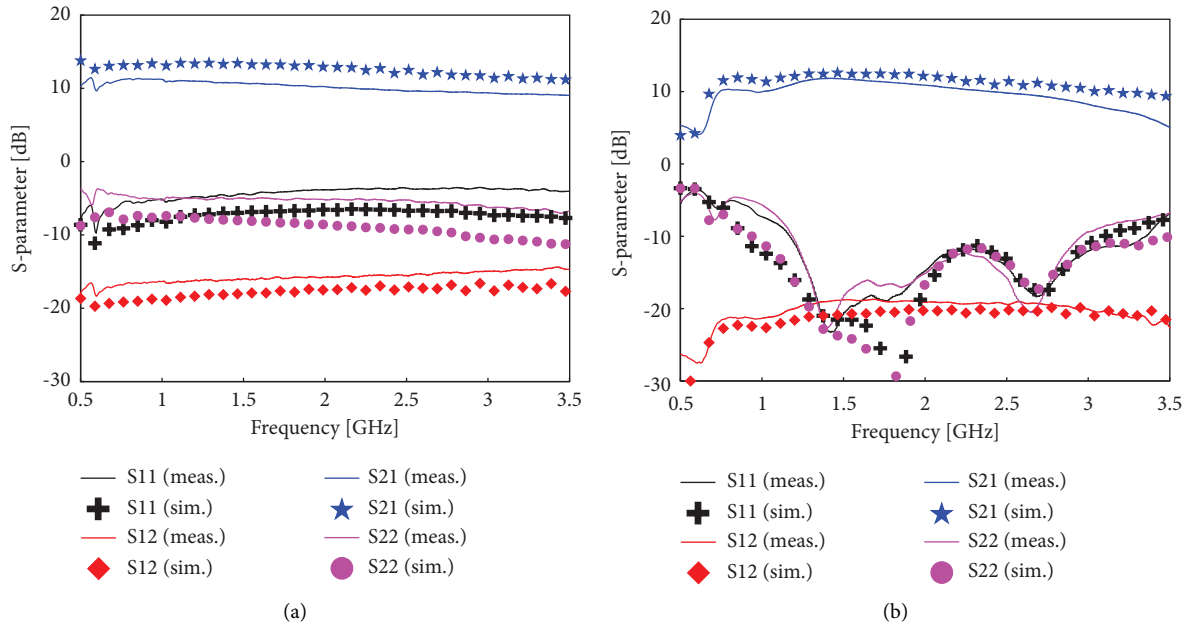 20
10
0
-10
-20
-30
S-parameter [dB]
0.5 1 1.5 2 2.5 3 3.5
Frequency [GHz]
S11 (meas.) S21 (meas.)
S11 (sim.) S21 (sim.)
S12 (meas.) S22 (meas.)
S12 (sim.) S22 (sim.)
(a)
20
10
0
-10
-20
-30
S-parameter [dB]
0.5 1 1.5 2 2.5 3 3.5
Frequency [GHz]
S11 (meas.) S21 (meas.)
S11 (sim.) S21 (sim.)
S12 (meas.) S22 (meas.)
S12 (sim.) S22 (sim.)
(b)